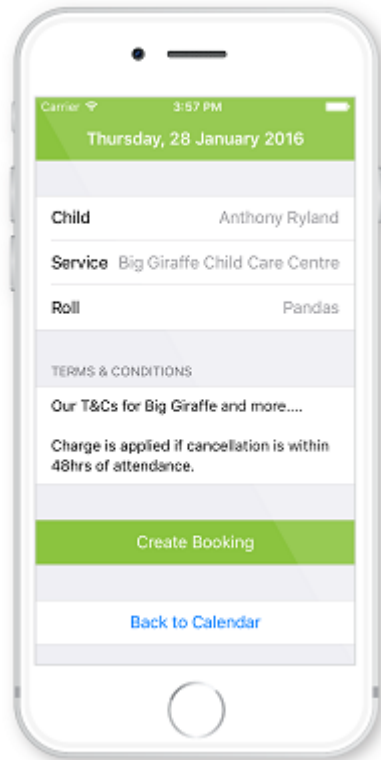 Carrier 3:57 PM
Thursday, 28 January 2016
Child Anthony Ryland
Service Big Giraffe Child Care Centre
Roll Pandas
TERMS & CONDITIONS
Our T&Cs for Big Giraffe and more....
Charge is applied if cancellation is within
48hrs of attendance.
Create Booking
Back to Calendar